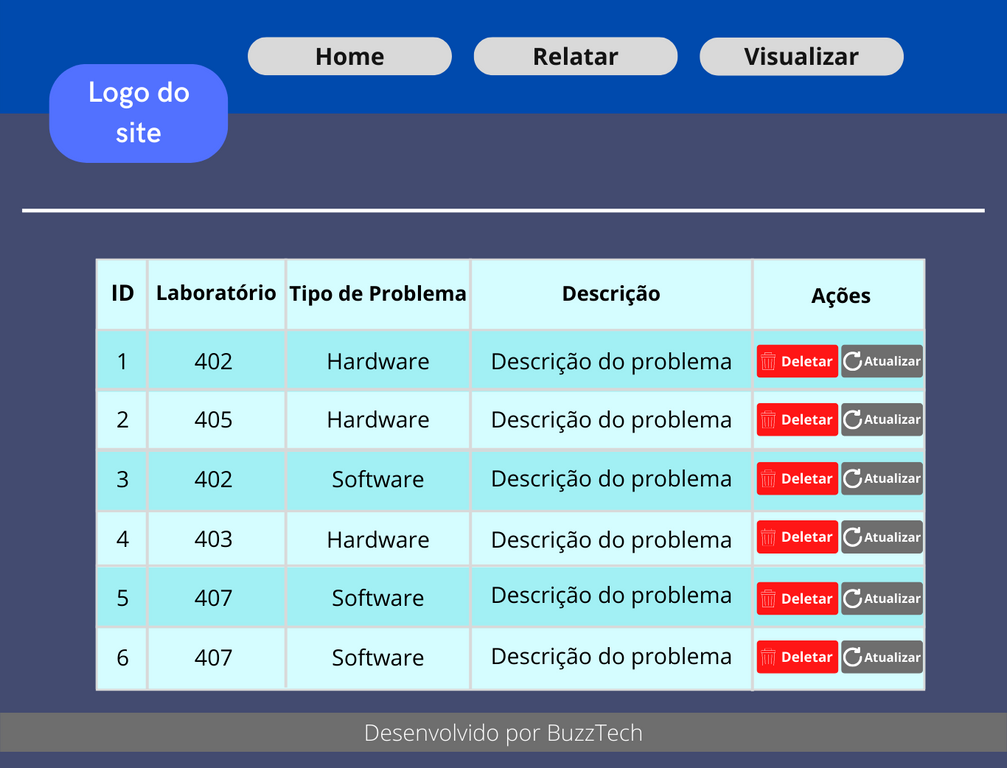 Home Relatar Visualizar
Logo do
site
ID Laboratório Tipo de Problema Descrição Ações
1 402 Hardware Descrição do problema Deletar Atualizar
2 405 Hardware Descrição do problema Deletar Atualizar
3 402 Software Descrição do problema Deletar Atualizar
4 403 Hardware Descrição do problema Deletar Atualizar
5 407 Software Descrição do problema Deletar Atualizar
6 407 Software Descrição do problema Deletar Atualizar
Desenvolvido por BuzzTech